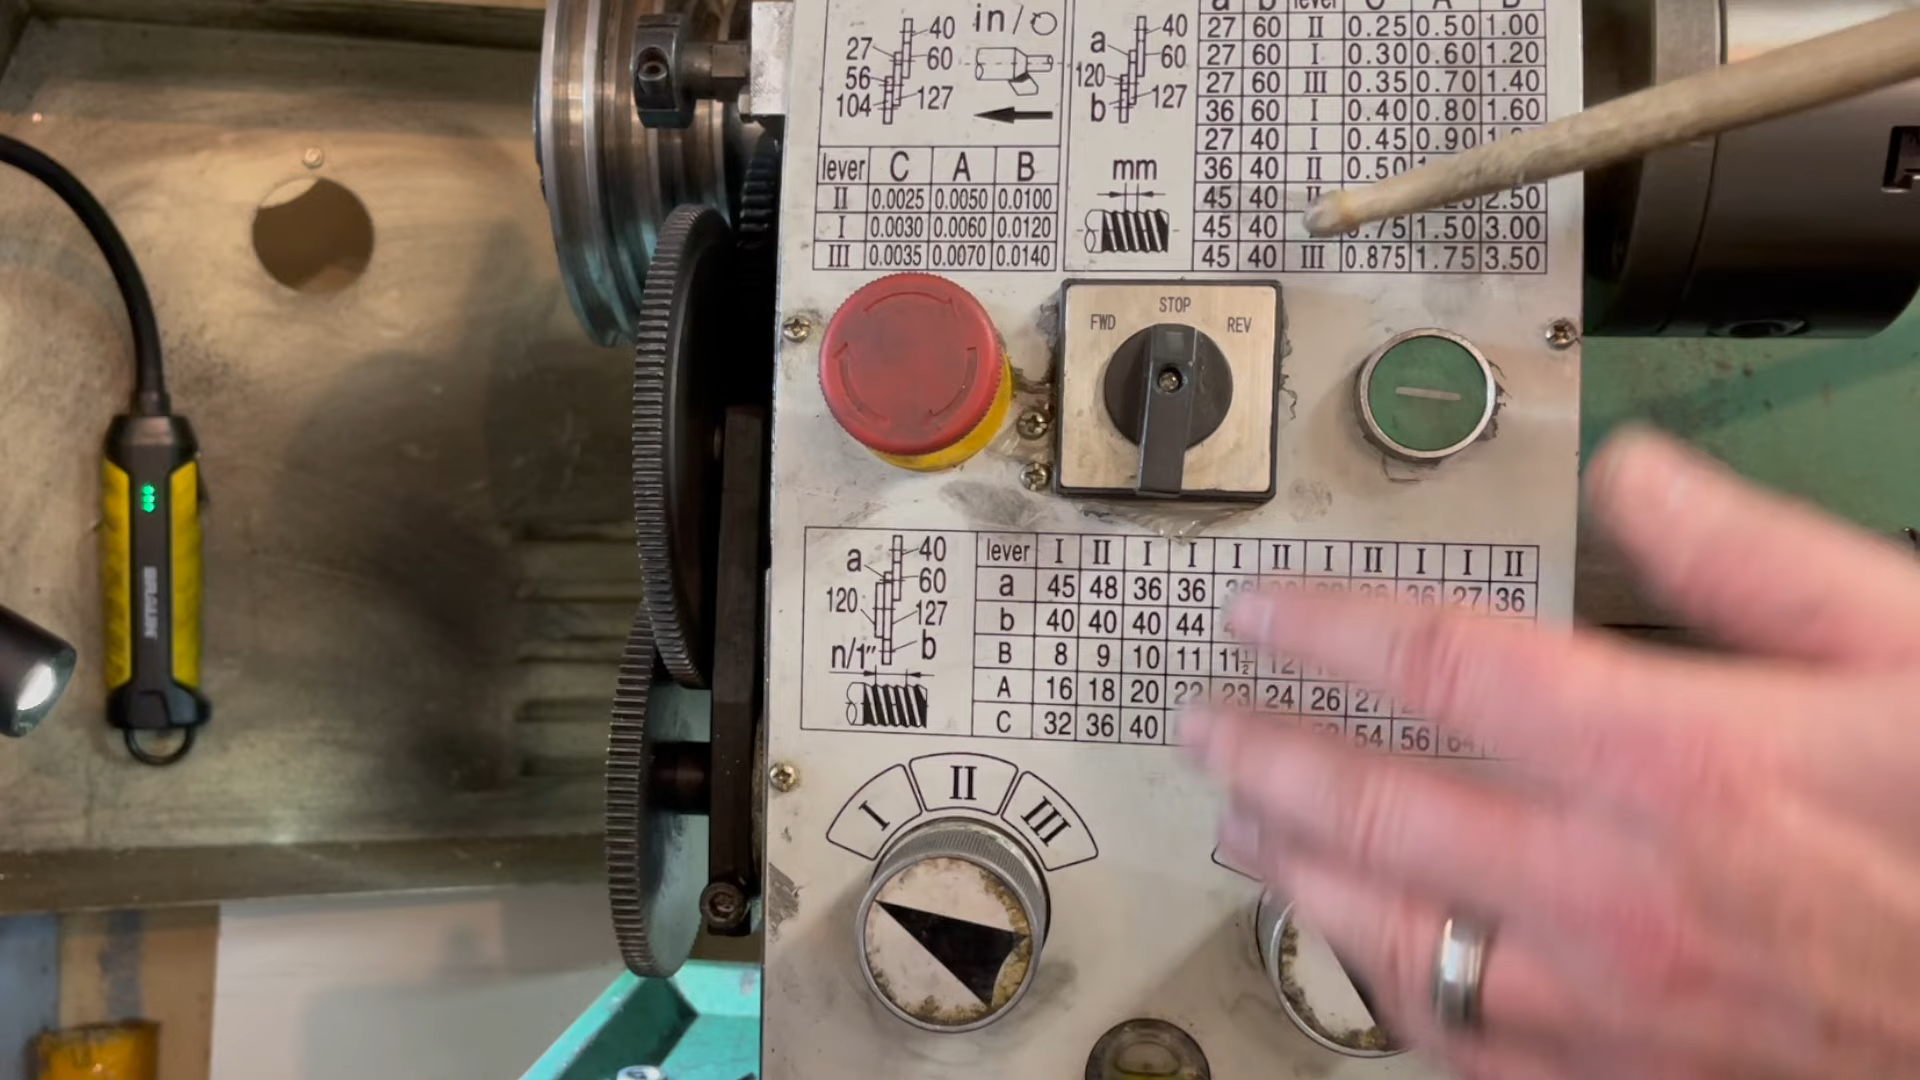 40
27
60
56
104
127
in/
40
a
60
120
b
127
mm
lever C A B
II 0.0025 0.0050 0.0100
I 0.0030 0.0060 0.0120
III 0.0035 0.0070 0.0140
27 60 II 0.25 0.50 1.00
27 60 I 0.30 0.60 1.20
27 60 III 0.35 0.70 1.40
36 60 I 0.40 0.80 1.60
27 40 I 0.45 0.90
36 40 II 0.50
45 40 2.50
45 40 0.75 1.50 3.00
45 40 III 0.875 1.75 3.50
FWD STOP REV
BRAUN
a
40
60
120
127
b
n/1"
lever I II I I I II I II I I II
a 45 48 36 36 36 27 36
b 40 40 40 44
B 8 9 10 11 11½ 12
A 16 18 20 22 23 24 26 27
C 32 36 40 54 56 64
I II III